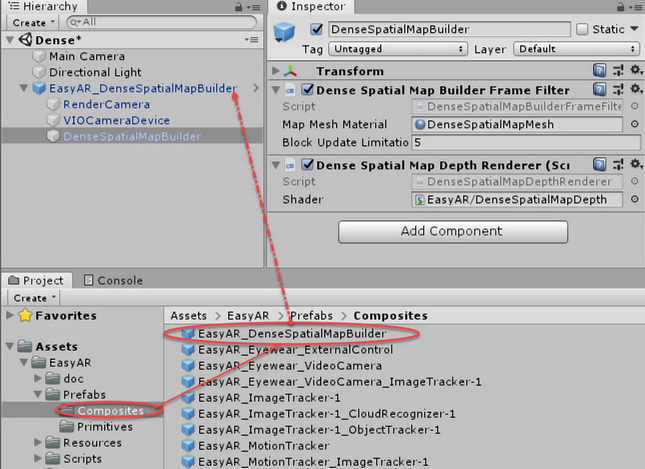 Hierarchy
Create
All
Dense*
Main Camera
Directional Light
EasyAR_DenseSpatialMapBuilder
RenderCamera
VIOCameraDevice
DenseSpatialMapBuilder
Inspector
DenseSpatialMapBuilder
Static
Tag Untagged Layer Default
Transform
Dense Spatial Map Builder Frame Filter
Script DenseSpatialMapBuilderFrameFilte
Map Mesh Material DenseSpatialMapMesh
Block Update Limitatio 5
Dense Spatial Map Depth Renderer (Scr
Script DenseSpatialMapDepthRenderer
Shader EasyAR/DenseSpatialMapDepth
Add Component
Project Console
Create
Favorites
Assets
EasyAR
doc
Prefabs
Composites
Primitives
Resources
Scripts
Assets EasyAR Prefabs Composites
EasyAR_DenseSpatialMapBuilder
EasyAR_Eyewear_ExternalControl
EasyAR_Eyewear_VideoCamera
EasyAR_Eyewear_VideoCamera_ImageTracker-1
EasyAR_ImageTracker-1
EasyAR_ImageTracker-1_CloudRecognizer-1
EasyAR_ImageTracker-1_ObjectTracker-1
EasyAR_MotionTracker
EasyAR_MotionTracker_ImageTracker-1